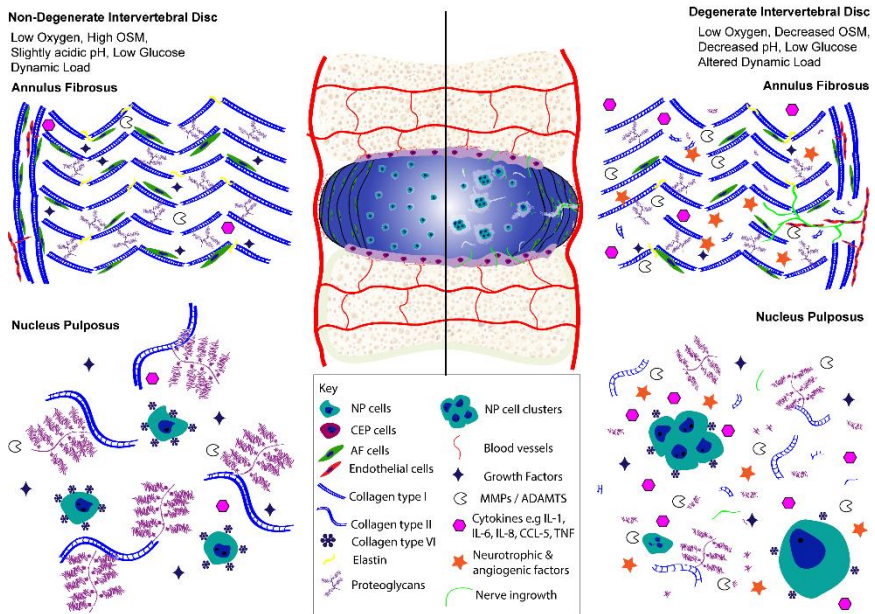 Non-Degenerate Intervertebral Disc
Low Oxygen, High OSM,
Slightly acidic pH, Low Glucose
Dynamic Load
Annulus Fibrosus
Degenerate Intervertebral Disc
Low Oxygen, Decreased OSM,
Decreased pH, Low Glucose
Altered Dynamic Load
Annulus Fibrosus
Nucleus Pulposus
Nucleus Pulposus
Key
NP cells
CEP cells
AF cells
Endothelial cells
Collagen type I
Collagen type II
Collagen type VI
Elastin
Proteoglycans
NP cell clusters
Blood vessels
Growth Factors
MMPs / ADAMTS
Cytokines e.g IL-1,
IL-6, IL-8, CCL-5, TNF
Neurotrophic &
angiogenic factors
Nerve ingrowth